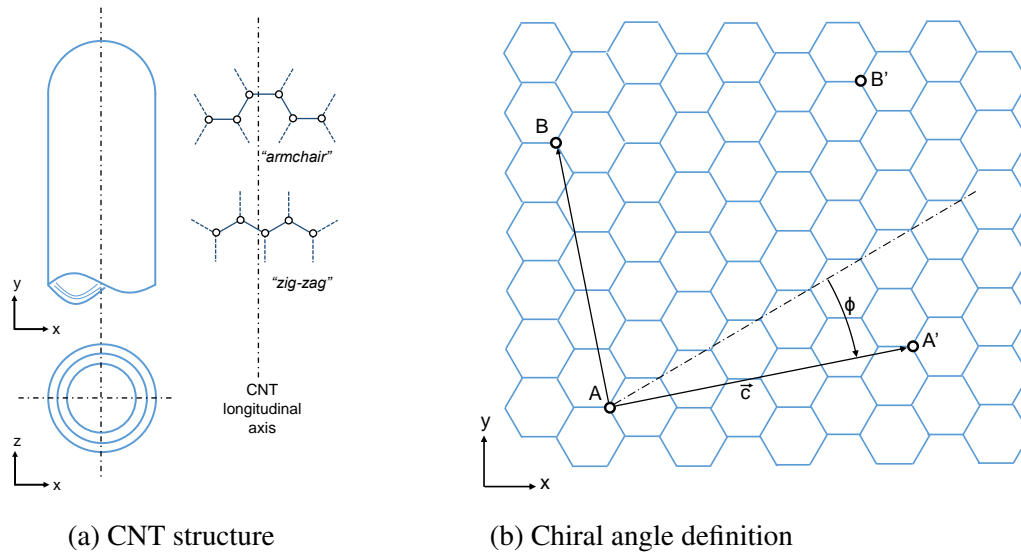 "armchair"
"zig-zag"
y
x
CNT
longitudinal
axis
z
x
(a) CNT structure
B'
B
ϕ
A'
A
c⃗
y
x
(b) Chiral angle definition